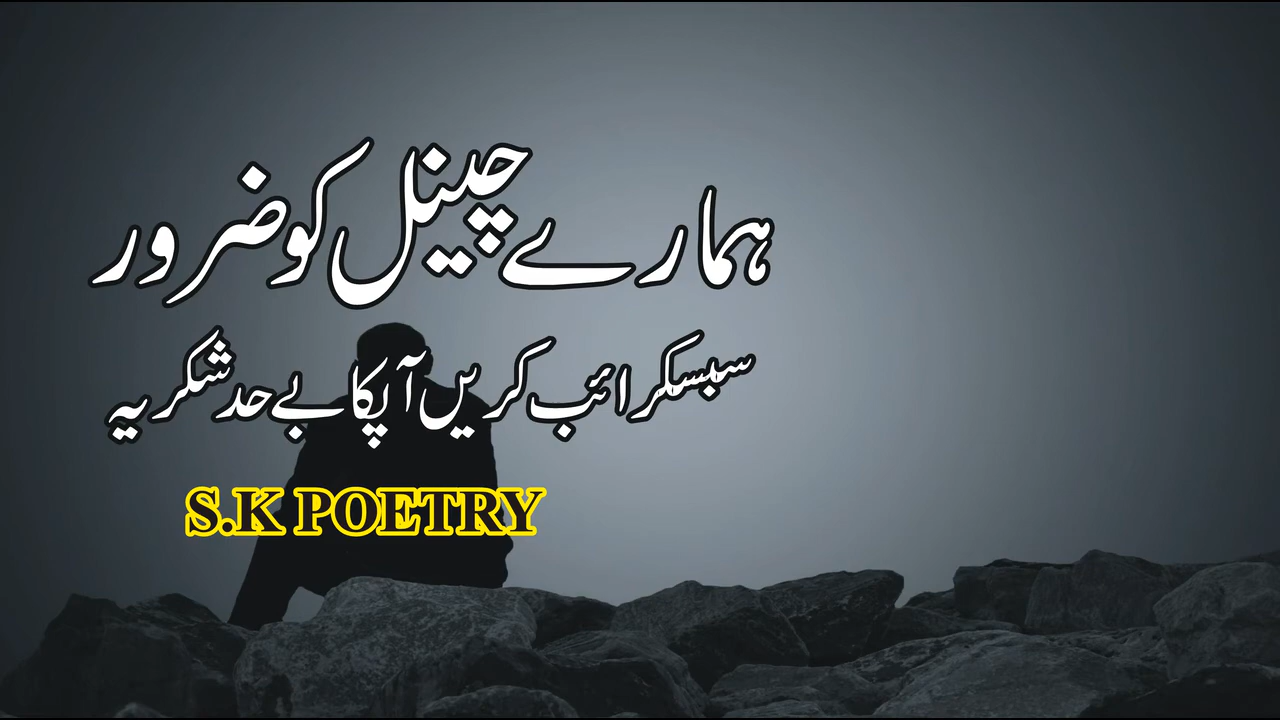 ہمارے چینل کو ضرور
سبسکرائب کریں آپکا بے حد شکریہ
S.K POETRY